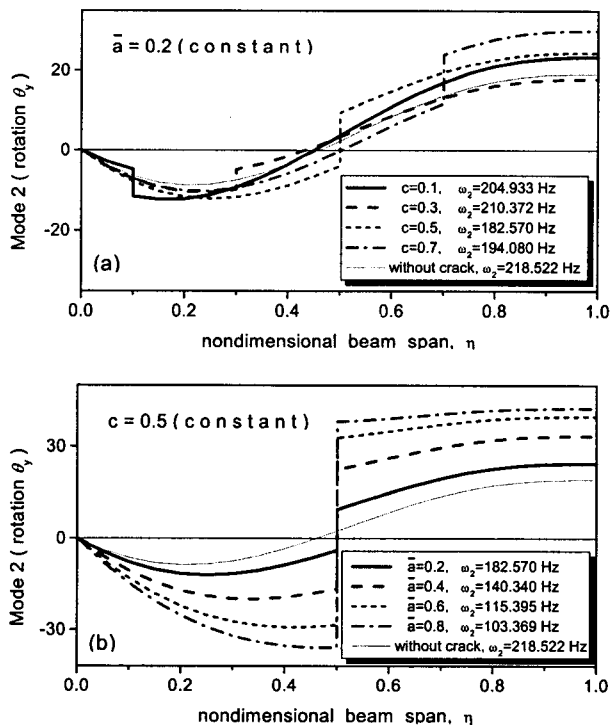 ā = 0.2 (constant)
Mode 2 ( rotation θy )
20
0
-20
c=0.1, ω2=204.933 Hz
c=0.3, ω2=210.372 Hz
c=0.5, ω2=182.570 Hz
c=0.7, ω2=194.080 Hz
without crack, ω2=218.522 Hz
(a)
0.0 0.2 0.4 0.6 0.8 1.0
nondimensional beam span, η
c = 0.5 (constant)
Mode 2 ( rotation θy )
30
0
-30
ā=0.2, ω2=182.570 Hz
ā=0.4, ω2=140.340 Hz
ā=0.6, ω2=115.395 Hz
ā=0.8, ω2=103.369 Hz
without crack, ω2=218.522 Hz
(b)
0.0 0.2 0.4 0.6 0.8 1.0
nondimensional beam span, η